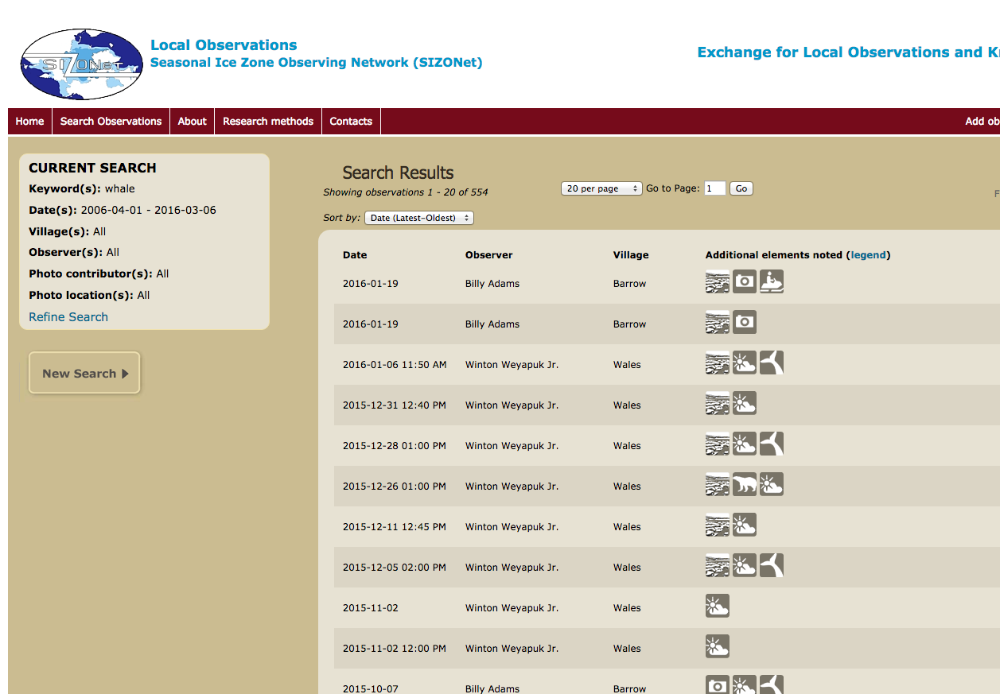 SIZONet
Local Observations
Seasonal Ice Zone Observing Network (SIZONet)
Exchange for Local Observations and
Home Search Observations About Research methods Contacts Add
CURRENT SEARCH
Keyword(s): whale
Date(s): 2006-04-01 - 2016-03-06
Village(s): All
Observer(s): All
Photo contributor(s): All
Photo location(s): All
Refine Search
New Search
Search Results
Showing observations 1 - 20 of 554
20 per page Go to Page: 1 Go
Sort by: Date (Latest-Oldest)
Date Observer Village Additional elements noted (legend)
2016-01-19 Billy Adams Barrow
2016-01-19 Billy Adams Barrow
2016-01-06 11:50 AM Winton Weyapuk Jr. Wales
2015-12-31 12:40 PM Winton Weyapuk Jr. Wales
2015-12-28 01:00 PM Winton Weyapuk Jr. Wales
2015-12-26 01:00 PM Winton Weyapuk Jr. Wales
2015-12-11 12:45 PM Winton Weyapuk Jr. Wales
2015-12-05 02:00 PM Winton Weyapuk Jr. Wales
2015-11-02 Winton Weyapuk Jr. Wales
2015-11-02 12:00 PM Winton Weyapuk Jr. Wales
2015-10-07 Billy Adams Barrow